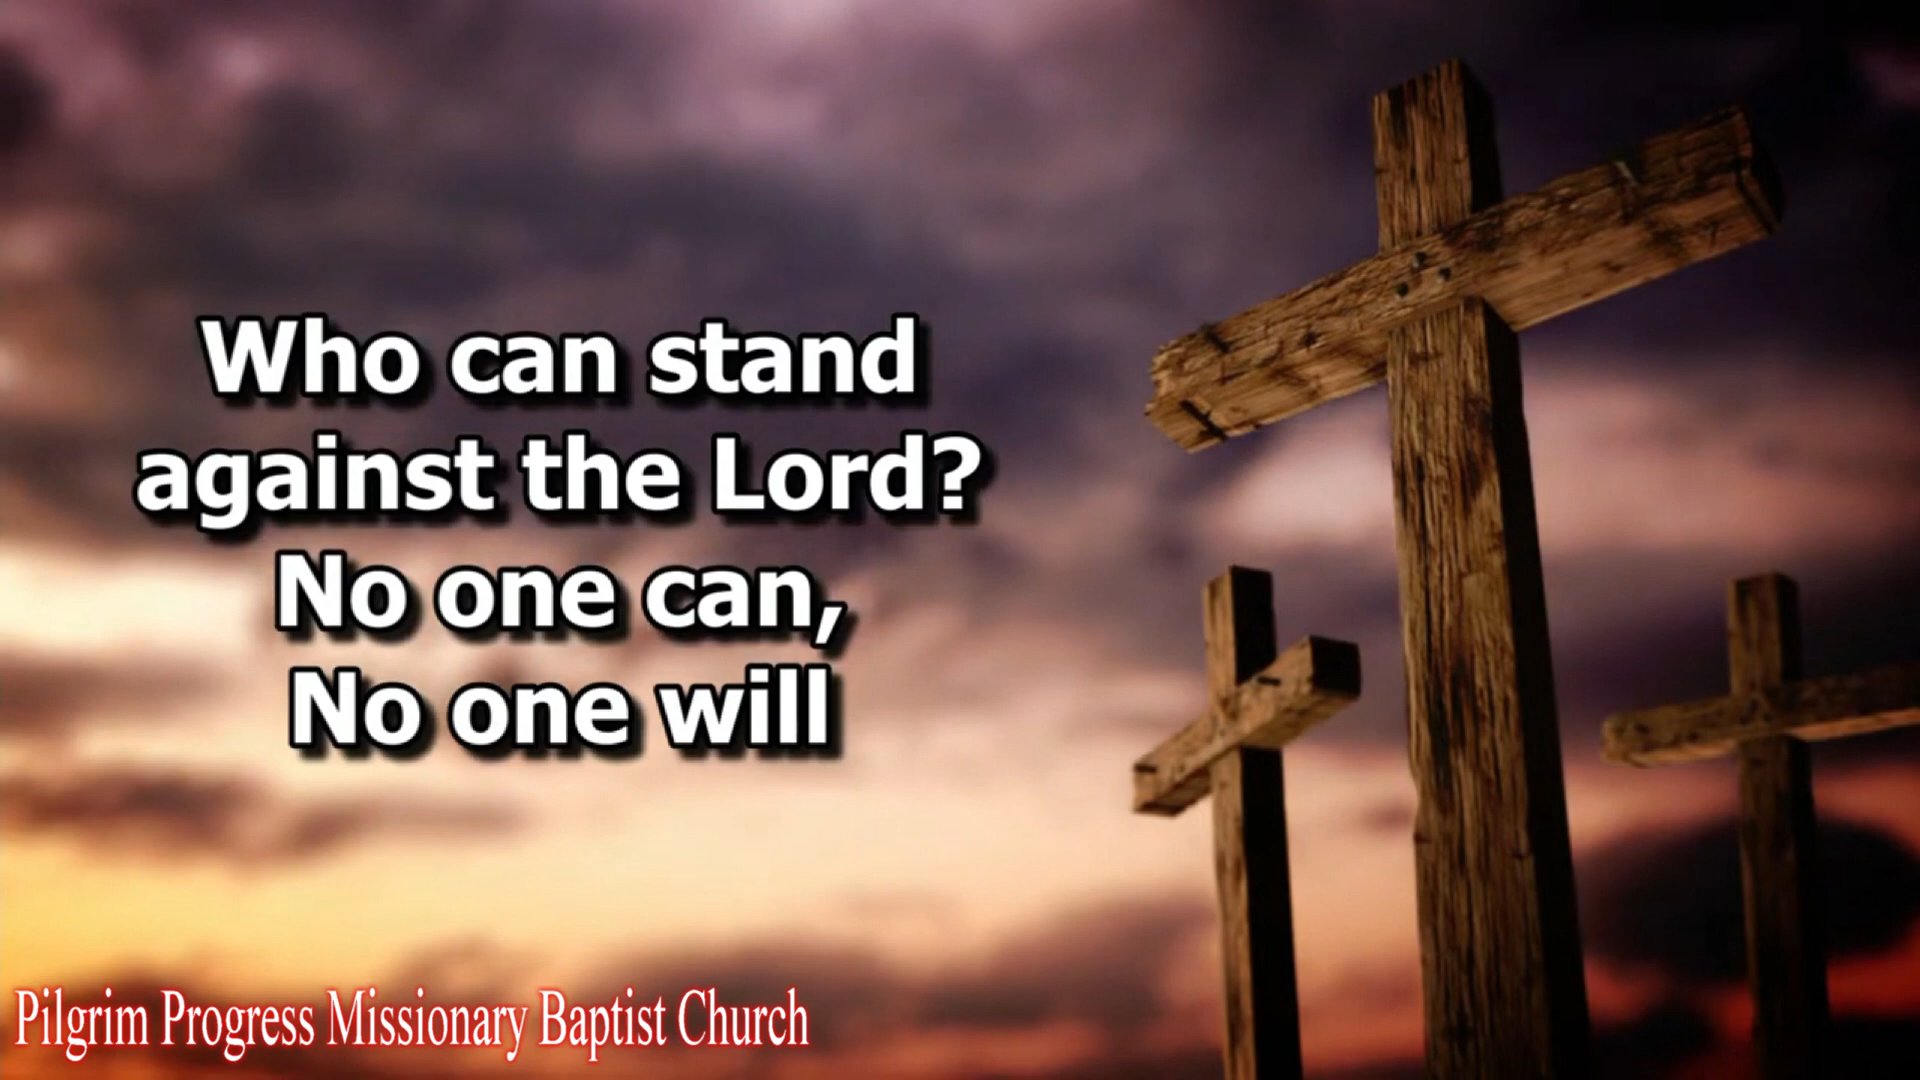 Who can stand
against the Lord?
No one can,
No one will
Pilgrim Progress Missionary Baptist Church